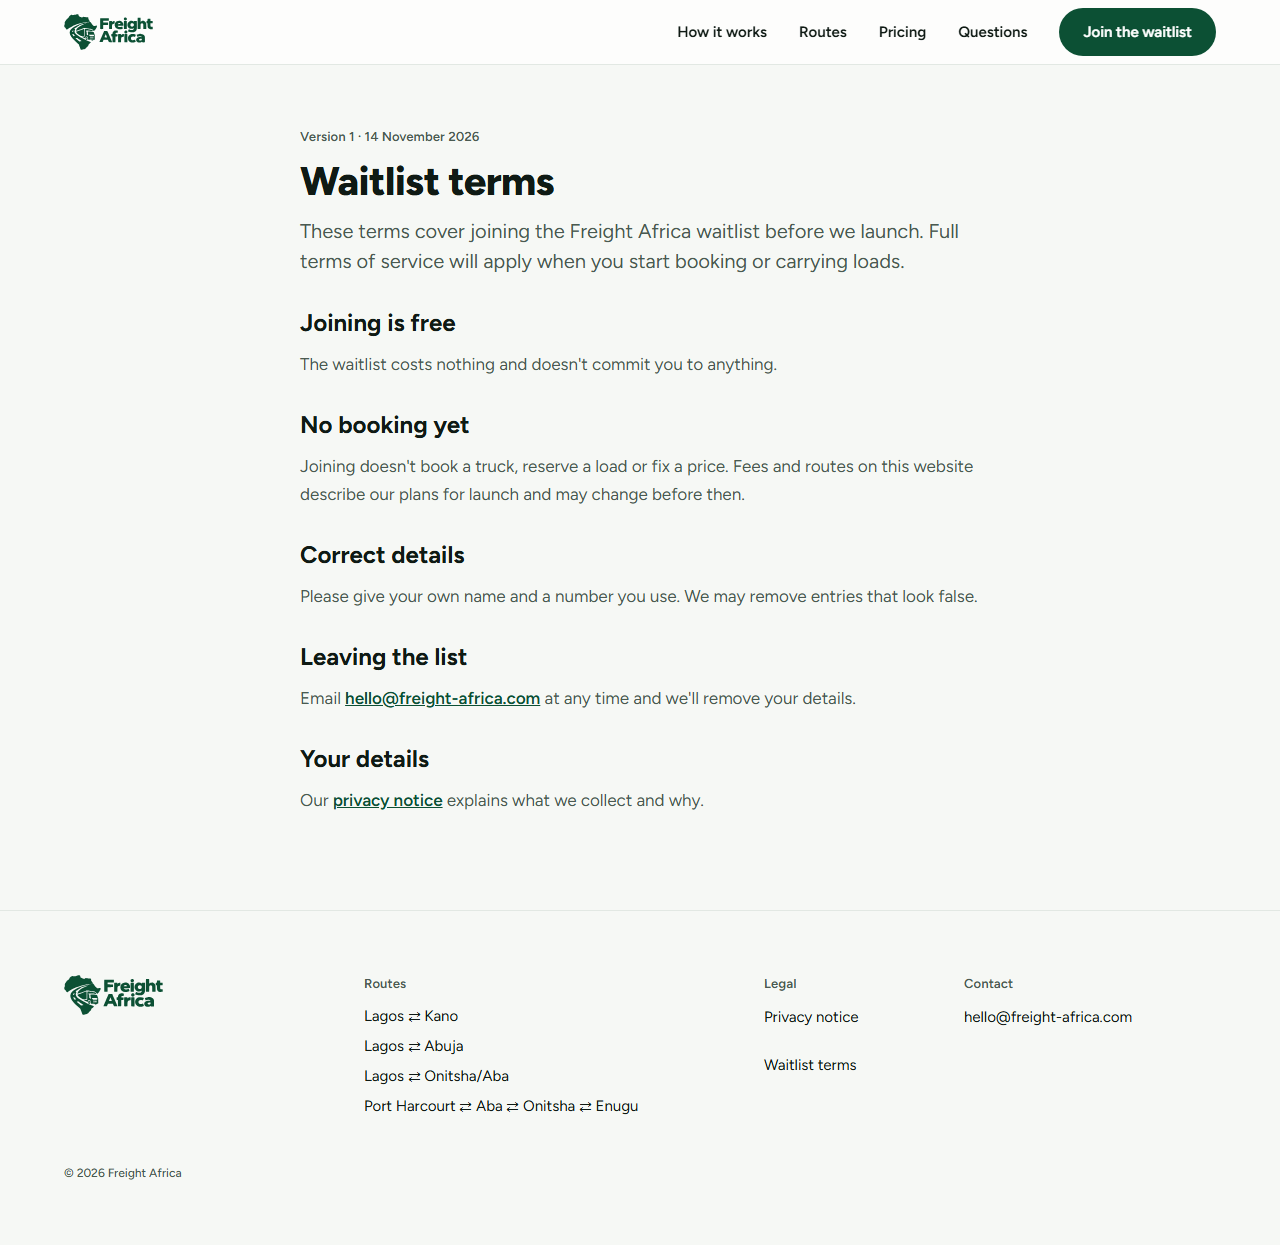 Freight Africa
How it works
Routes
Pricing
Questions
Join the waitlist
Version 1 · 14 November 2026
Waitlist terms
These terms cover joining the Freight Africa waitlist before we launch. Full
terms of service will apply when you start booking or carrying loads.
Joining is free
The waitlist costs nothing and doesn't commit you to anything.
No booking yet
Joining doesn't book a truck, reserve a load or fix a price. Fees and routes on this website
describe our plans for launch and may change before then.
Correct details
Please give your own name and a number you use. We may remove entries that look false.
Leaving the list
Email hello@freight-africa.com at any time and we'll remove your details.
Your details
Our privacy notice explains what we collect and why.
Freight
Africa
Routes
Lagos ⇄ Kano
Lagos ⇄ Abuja
Lagos ⇄ Onitsha/Aba
Port Harcourt ⇄ Aba ⇄ Onitsha ⇄ Enugu
Legal
Privacy notice
Waitlist terms
Contact
hello@freight-africa.com
© 2026 Freight Africa